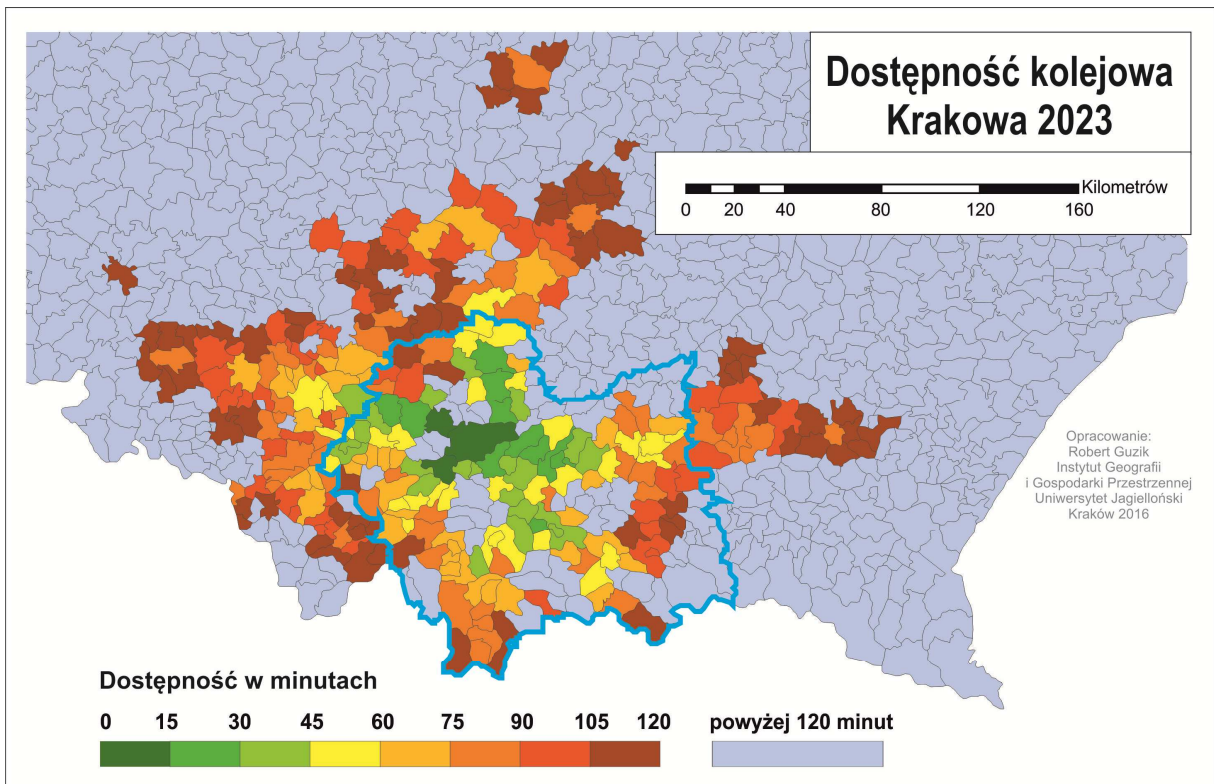 Dostępność kolejowa
Krakowa 2023
Kilometrów
0 20 40 80 120 160
Opracowanie:
Robert Guzik
Instytut Geografii
i Gospodarki Przestrzennej
Uniwersytet Jagielloński
Kraków 2016
Dostępność w minutach
0 15 30 45 60 75 90 105 120 powyżej 120 minut